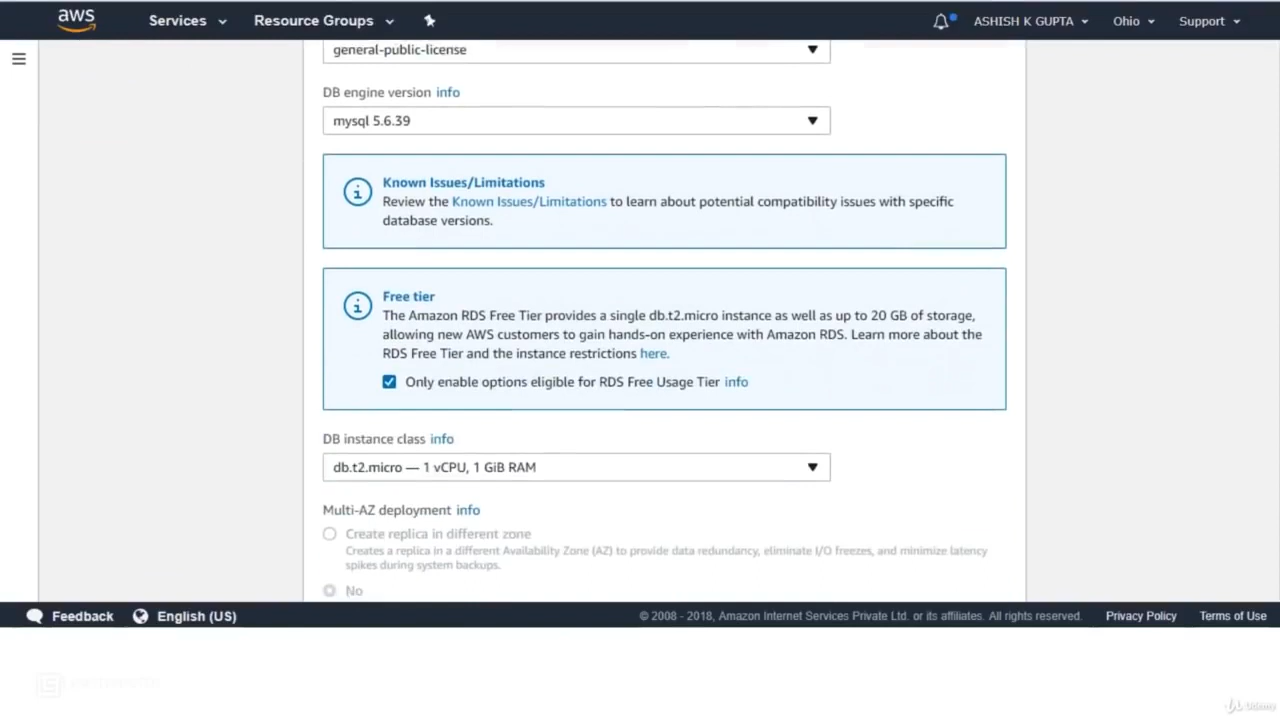 aws
Services
Resource Groups
ASHISH K GUPTA
Ohio
Support
general-public-license
DB engine version info
mysql 5.6.39
Known Issues/Limitations
Review the Known Issues/Limitations to learn about potential compatibility issues with specific
database versions.
Free tier
The Amazon RDS Free Tier provides a single db.t2.micro instance as well as up to 20 GB of storage,
allowing new AWS customers to gain hands-on experience with Amazon RDS. Learn more about the
RDS Free Tier and the instance restrictions here.
Only enable options eligible for RDS Free Usage Tier info
DB instance class info
db.t2.micro — 1 vCPU, 1 GiB RAM
Multi-AZ deployment info
Create replica in different zone
Creates a replica in a different Availability Zone (AZ) to provide data redundancy, eliminate I/O freezes, and minimize latency
spikes during system backups.
No
Feedback
English (US)
© 2008 - 2018, Amazon Internet Services Private Ltd. or its affiliates. All rights reserved.
Privacy Policy
Terms of Use
Udemy